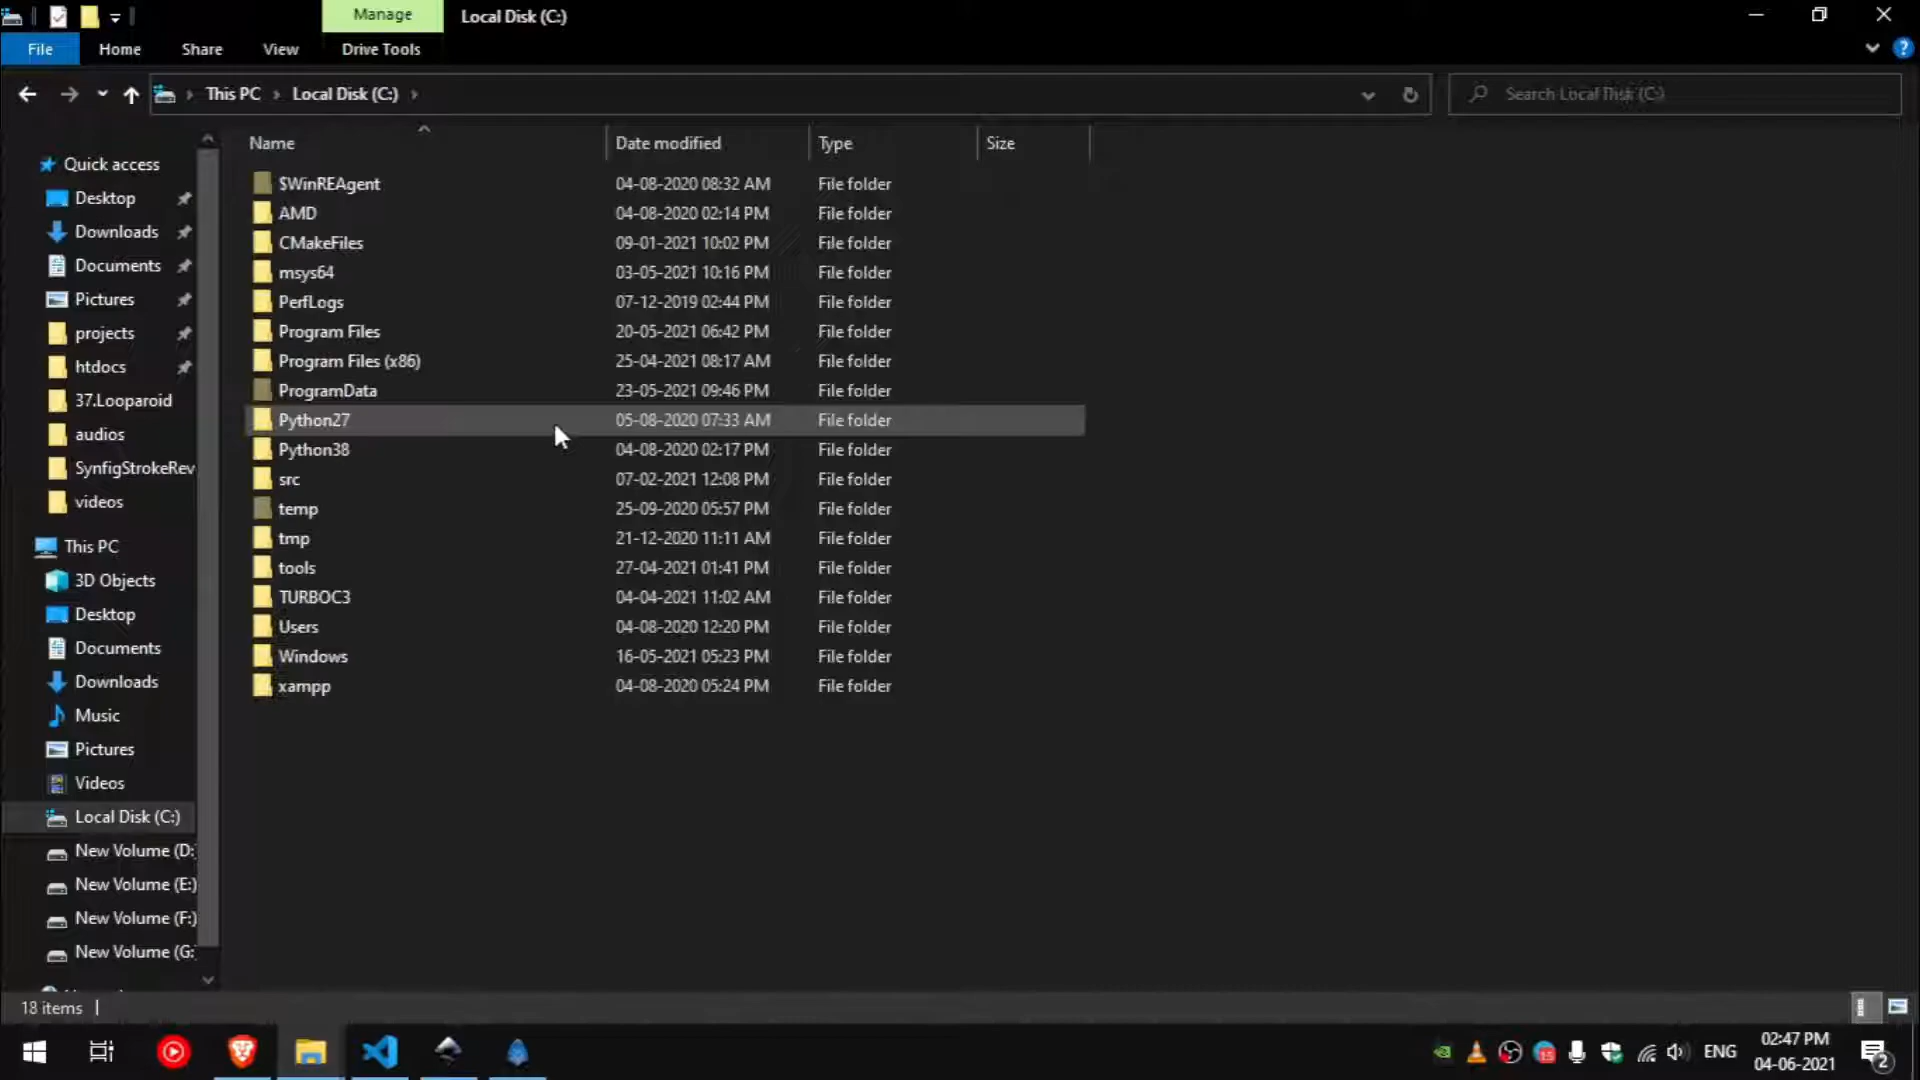 Manage
Local Disk (C:)
File Home Share View Drive Tools
This PC Local Disk (C:)
Search Local Disk (C:)
Name Date modified Type Size
Quick access
Desktop
Downloads
Documents
Pictures
projects
htdocs
37.Looparoid
audios
SynfigStrokeRev
videos
This PC
3D Objects
Desktop
Documents
Downloads
Music
Pictures
Videos
Local Disk (C:)
New Volume (D:
New Volume (E:)
New Volume (F:)
New Volume (G:
$WinREAgent 04-08-2020 08:32 AM File folder
AMD 04-08-2020 02:14 PM File folder
CMakeFiles 09-01-2021 10:02 PM File folder
msys64 03-05-2021 10:16 PM File folder
PerfLogs 07-12-2019 02:44 PM File folder
Program Files 20-05-2021 06:42 PM File folder
Program Files (x86) 25-04-2021 08:17 AM File folder
ProgramData 23-05-2021 09:46 PM File folder
Python27 05-08-2020 07:33 AM File folder
Python38 04-08-2020 02:17 PM File folder
src 07-02-2021 12:08 PM File folder
temp 25-09-2020 05:57 PM File folder
tmp 21-12-2020 11:11 AM File folder
tools 27-04-2021 01:41 PM File folder
TURBOC3 04-04-2021 11:02 AM File folder
Users 04-08-2020 12:20 PM File folder
Windows 16-05-2021 05:23 PM File folder
xampp 04-08-2020 05:24 PM File folder
18 items
15
ENG
02:47 PM
04-06-2021
2